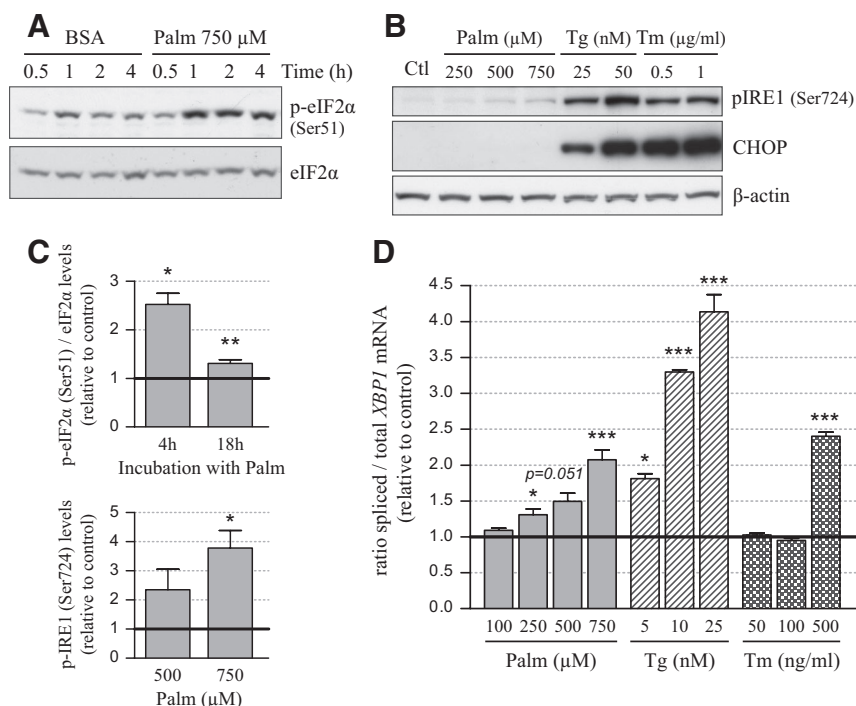 A
BSA Palm 750 µM
0.5 1 2 4 0.5 1 2 4 Time (h)
p-eIF2α
(Ser51)
eIF2α
B
Palm (µM) Tg (nM) Tm (µg/ml)
Ctl 250 500 750 25 50 0.5 1
pIRE1 (Ser724)
CHOP
β-actin
C
p-eIF2α (Ser51) / eIF2α levels
(relative to control)
3
2
1
0
*
**
4h 18h
Incubation with Palm
p-IRE1 (Ser724) levels
(relative to control)
5
4
3
2
1
0
*
500 750
Palm (µM)
D
ratio spliced / total XBP1 mRNA
(relative to control)
4.5
4.0
3.5
3.0
2.5
2.0
1.5
1.0
0.5
0.0
*
p=0.051
***
*
***
***
***
100 250 500 750 5 10 25 50 100 500
Palm (µM) Tg (nM) Tm (ng/ml)